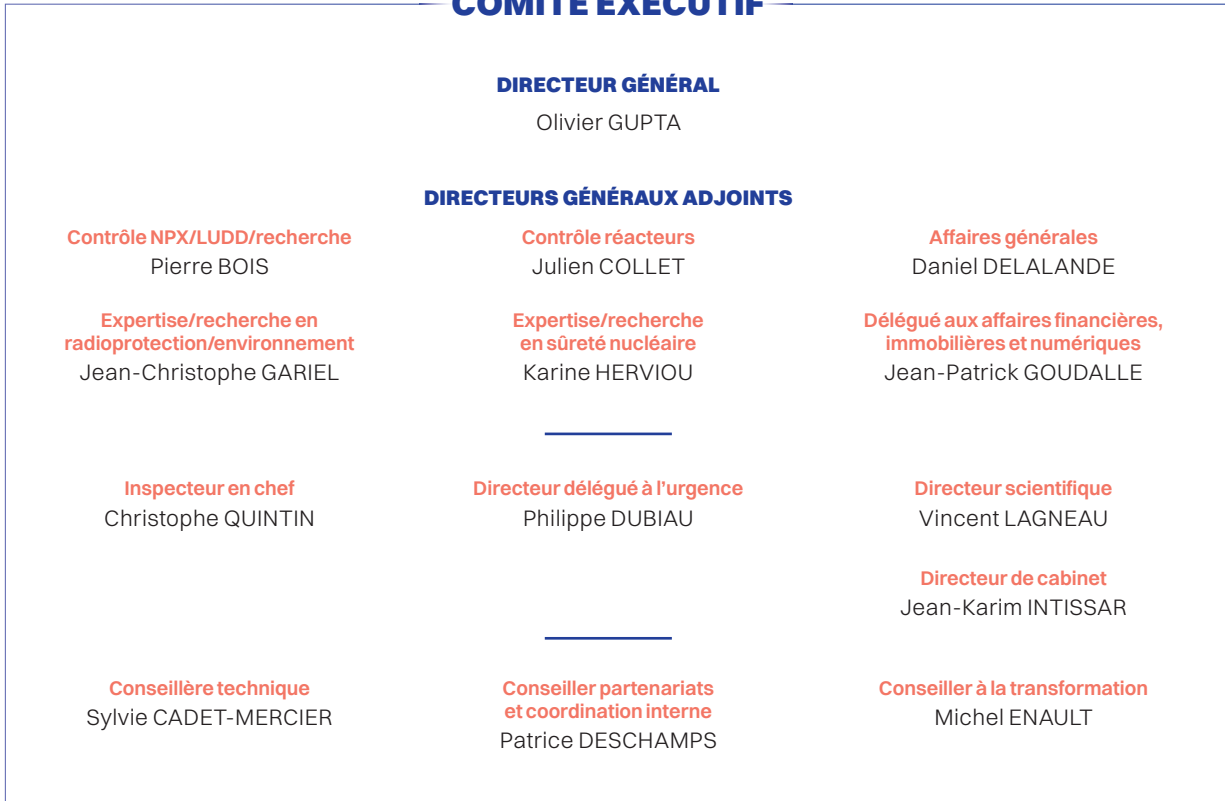 COMITÉ EXÉCUTIF
DIRECTEUR GÉNÉRAL
Olivier GUPTA
DIRECTEURS GÉNÉRAUX ADJOINTS
Contrôle NPX/LUDD/recherche
Pierre BOIS
Contrôle réacteurs
Julien COLLET
Affaires générales
Daniel DELALANDE
Expertise/recherche en
radioprotection/environnement
Jean-Christophe GARIEL
Expertise/recherche
en sûreté nucléaire
Karine HERVIOU
Délégué aux affaires financières,
immobilières et numériques
Jean-Patrick GOUDALLE
Inspecteur en chef
Christophe QUINTIN
Directeur délégué à l’urgence
Philippe DUBIAU
Directeur scientifique
Vincent LAGNEAU
Directeur de cabinet
Jean-Karim INTISSAR
Conseillère technique
Sylvie CADET-MERCIER
Conseiller partenariats
et coordination interne
Patrice DESCHAMPS
Conseiller à la transformation
Michel ENAULT